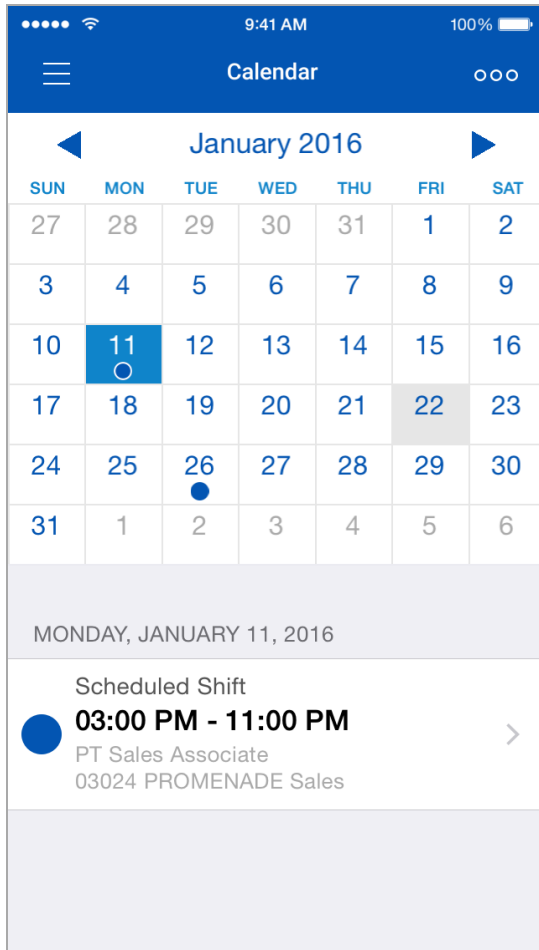 9:41 AM 100%
Calendar
January 2016
SUN MON TUE WED THU FRI SAT
27 28 29 30 31 1 2
3 4 5 6 7 8 9
10 11 12 13 14 15 16
17 18 19 20 21 22 23
24 25 26 27 28 29 30
31 1 2 3 4 5 6
MONDAY, JANUARY 11, 2016
Scheduled Shift
03:00 PM - 11:00 PM
PT Sales Associate
03024 PROMENADE Sales